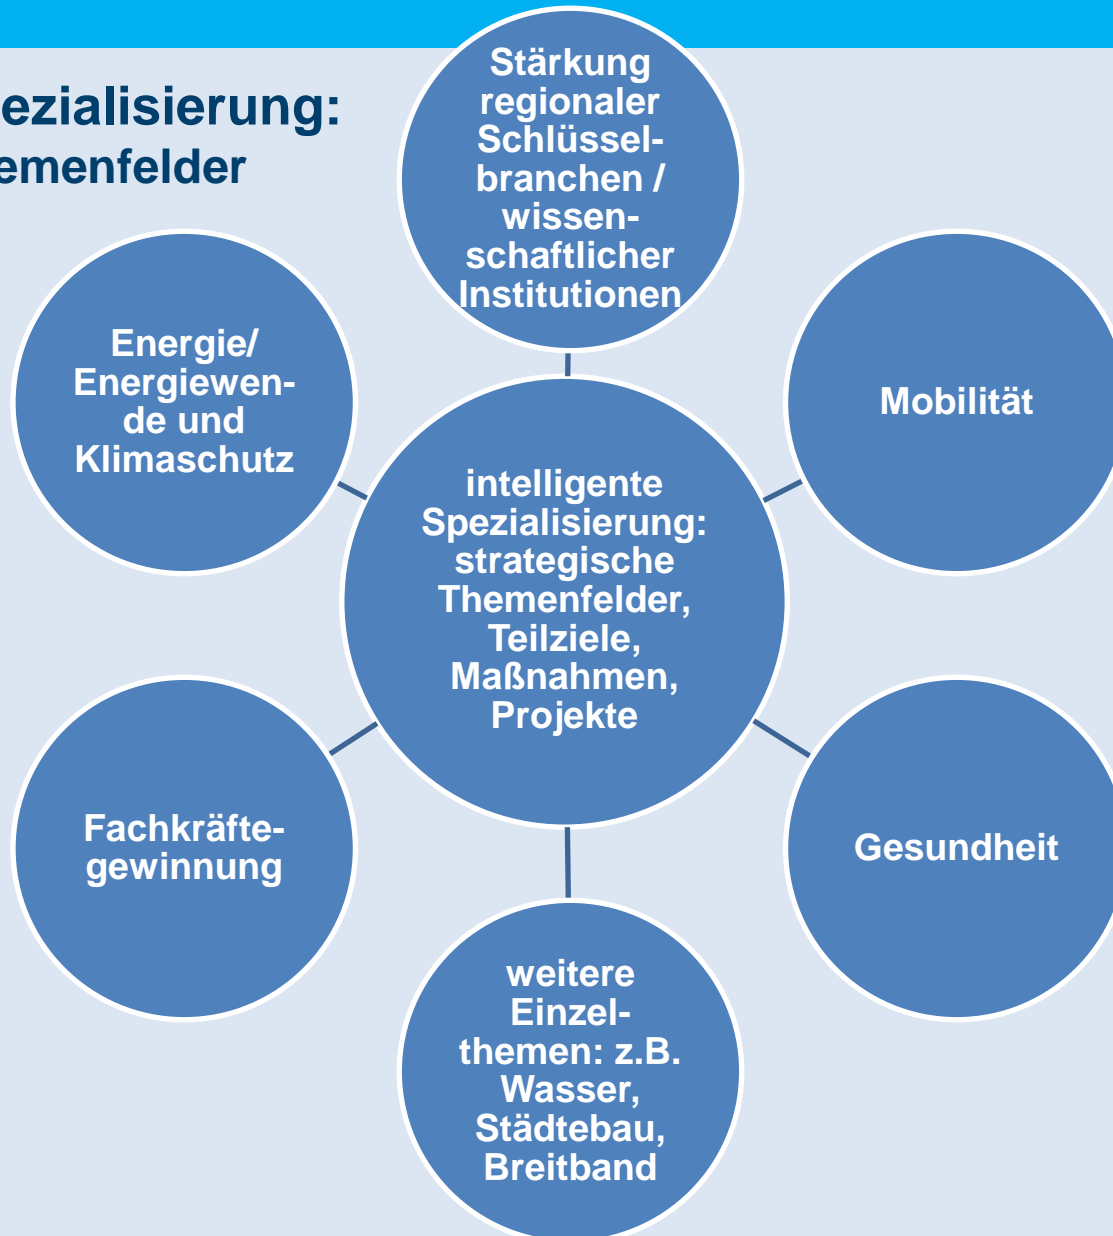 ezialisierung:
emenfelder
Stärkung
regionaler
Schlüssel-
branchen /
wissen-
schaftlicher
Institutionen
Energie/
Energiewen-
de und
Klimaschutz
Mobilität
intelligente
Spezialisierung:
strategische
Themenfelder,
Teilziele,
Maßnahmen,
Projekte
Fachkräfte-
gewinnung
Gesundheit
weitere
Einzel-
themen: z.B.
Wasser,
Städtebau,
Breitband